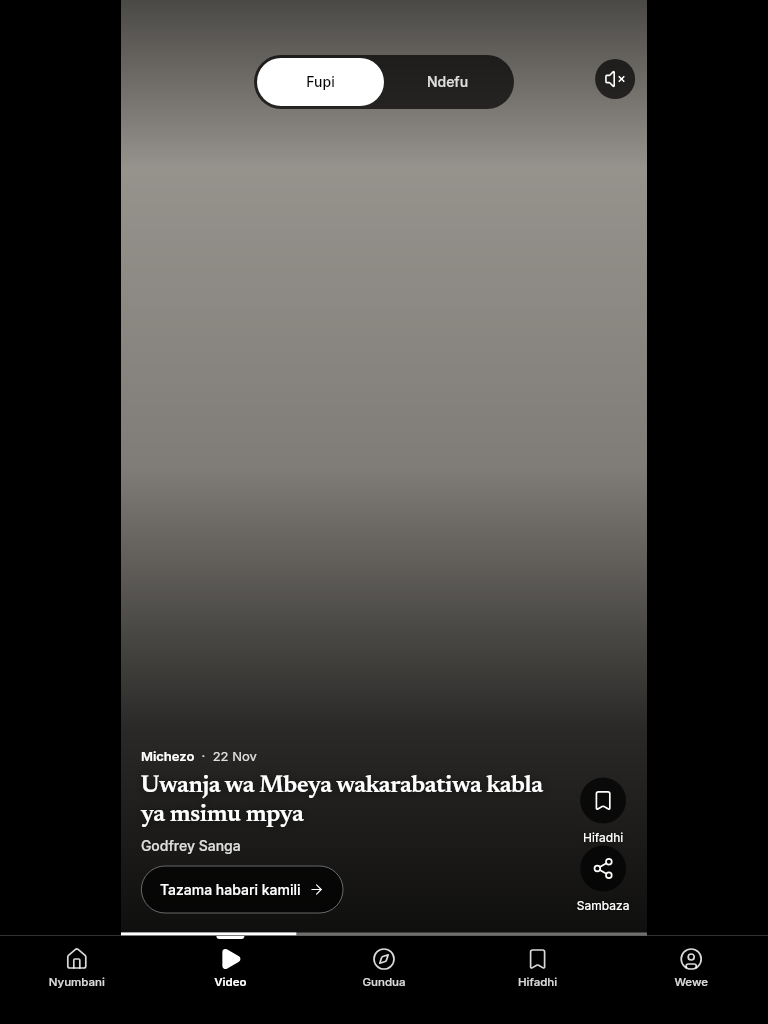 Fupi
Ndefu
Michezo · 22 Nov
Uwanja wa Mbeya wakarabatiwa kabla
ya msimu mpya
Godfrey Sanga
Tazama habari kamili
Hifadhi
Sambaza
Nyumbani
Video
Gundua
Hifadhi
Wewe